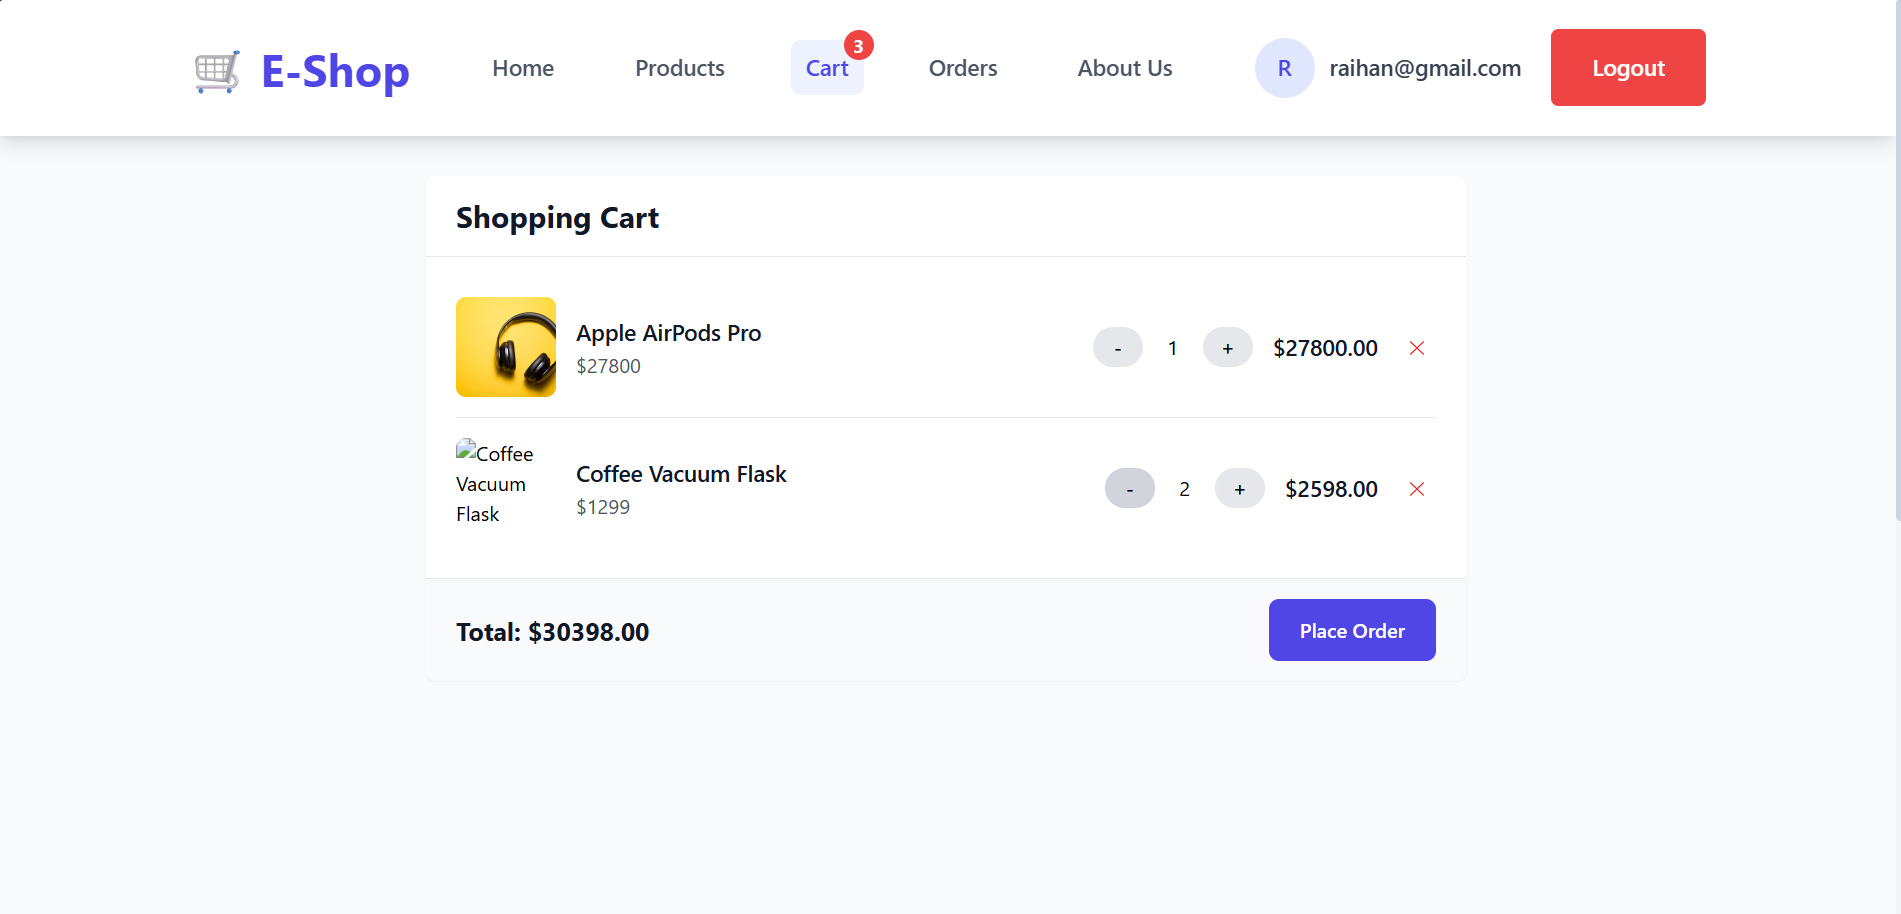 E-Shop
Home
Products
Cart
3
Orders
About Us
R
raihan@gmail.com
Logout
Shopping Cart
Apple AirPods Pro
$27800
-
1
+
$27800.00
Coffee
Vacuum
Flask
Coffee Vacuum Flask
$1299
-
2
+
$2598.00
Total: $30398.00
Place Order